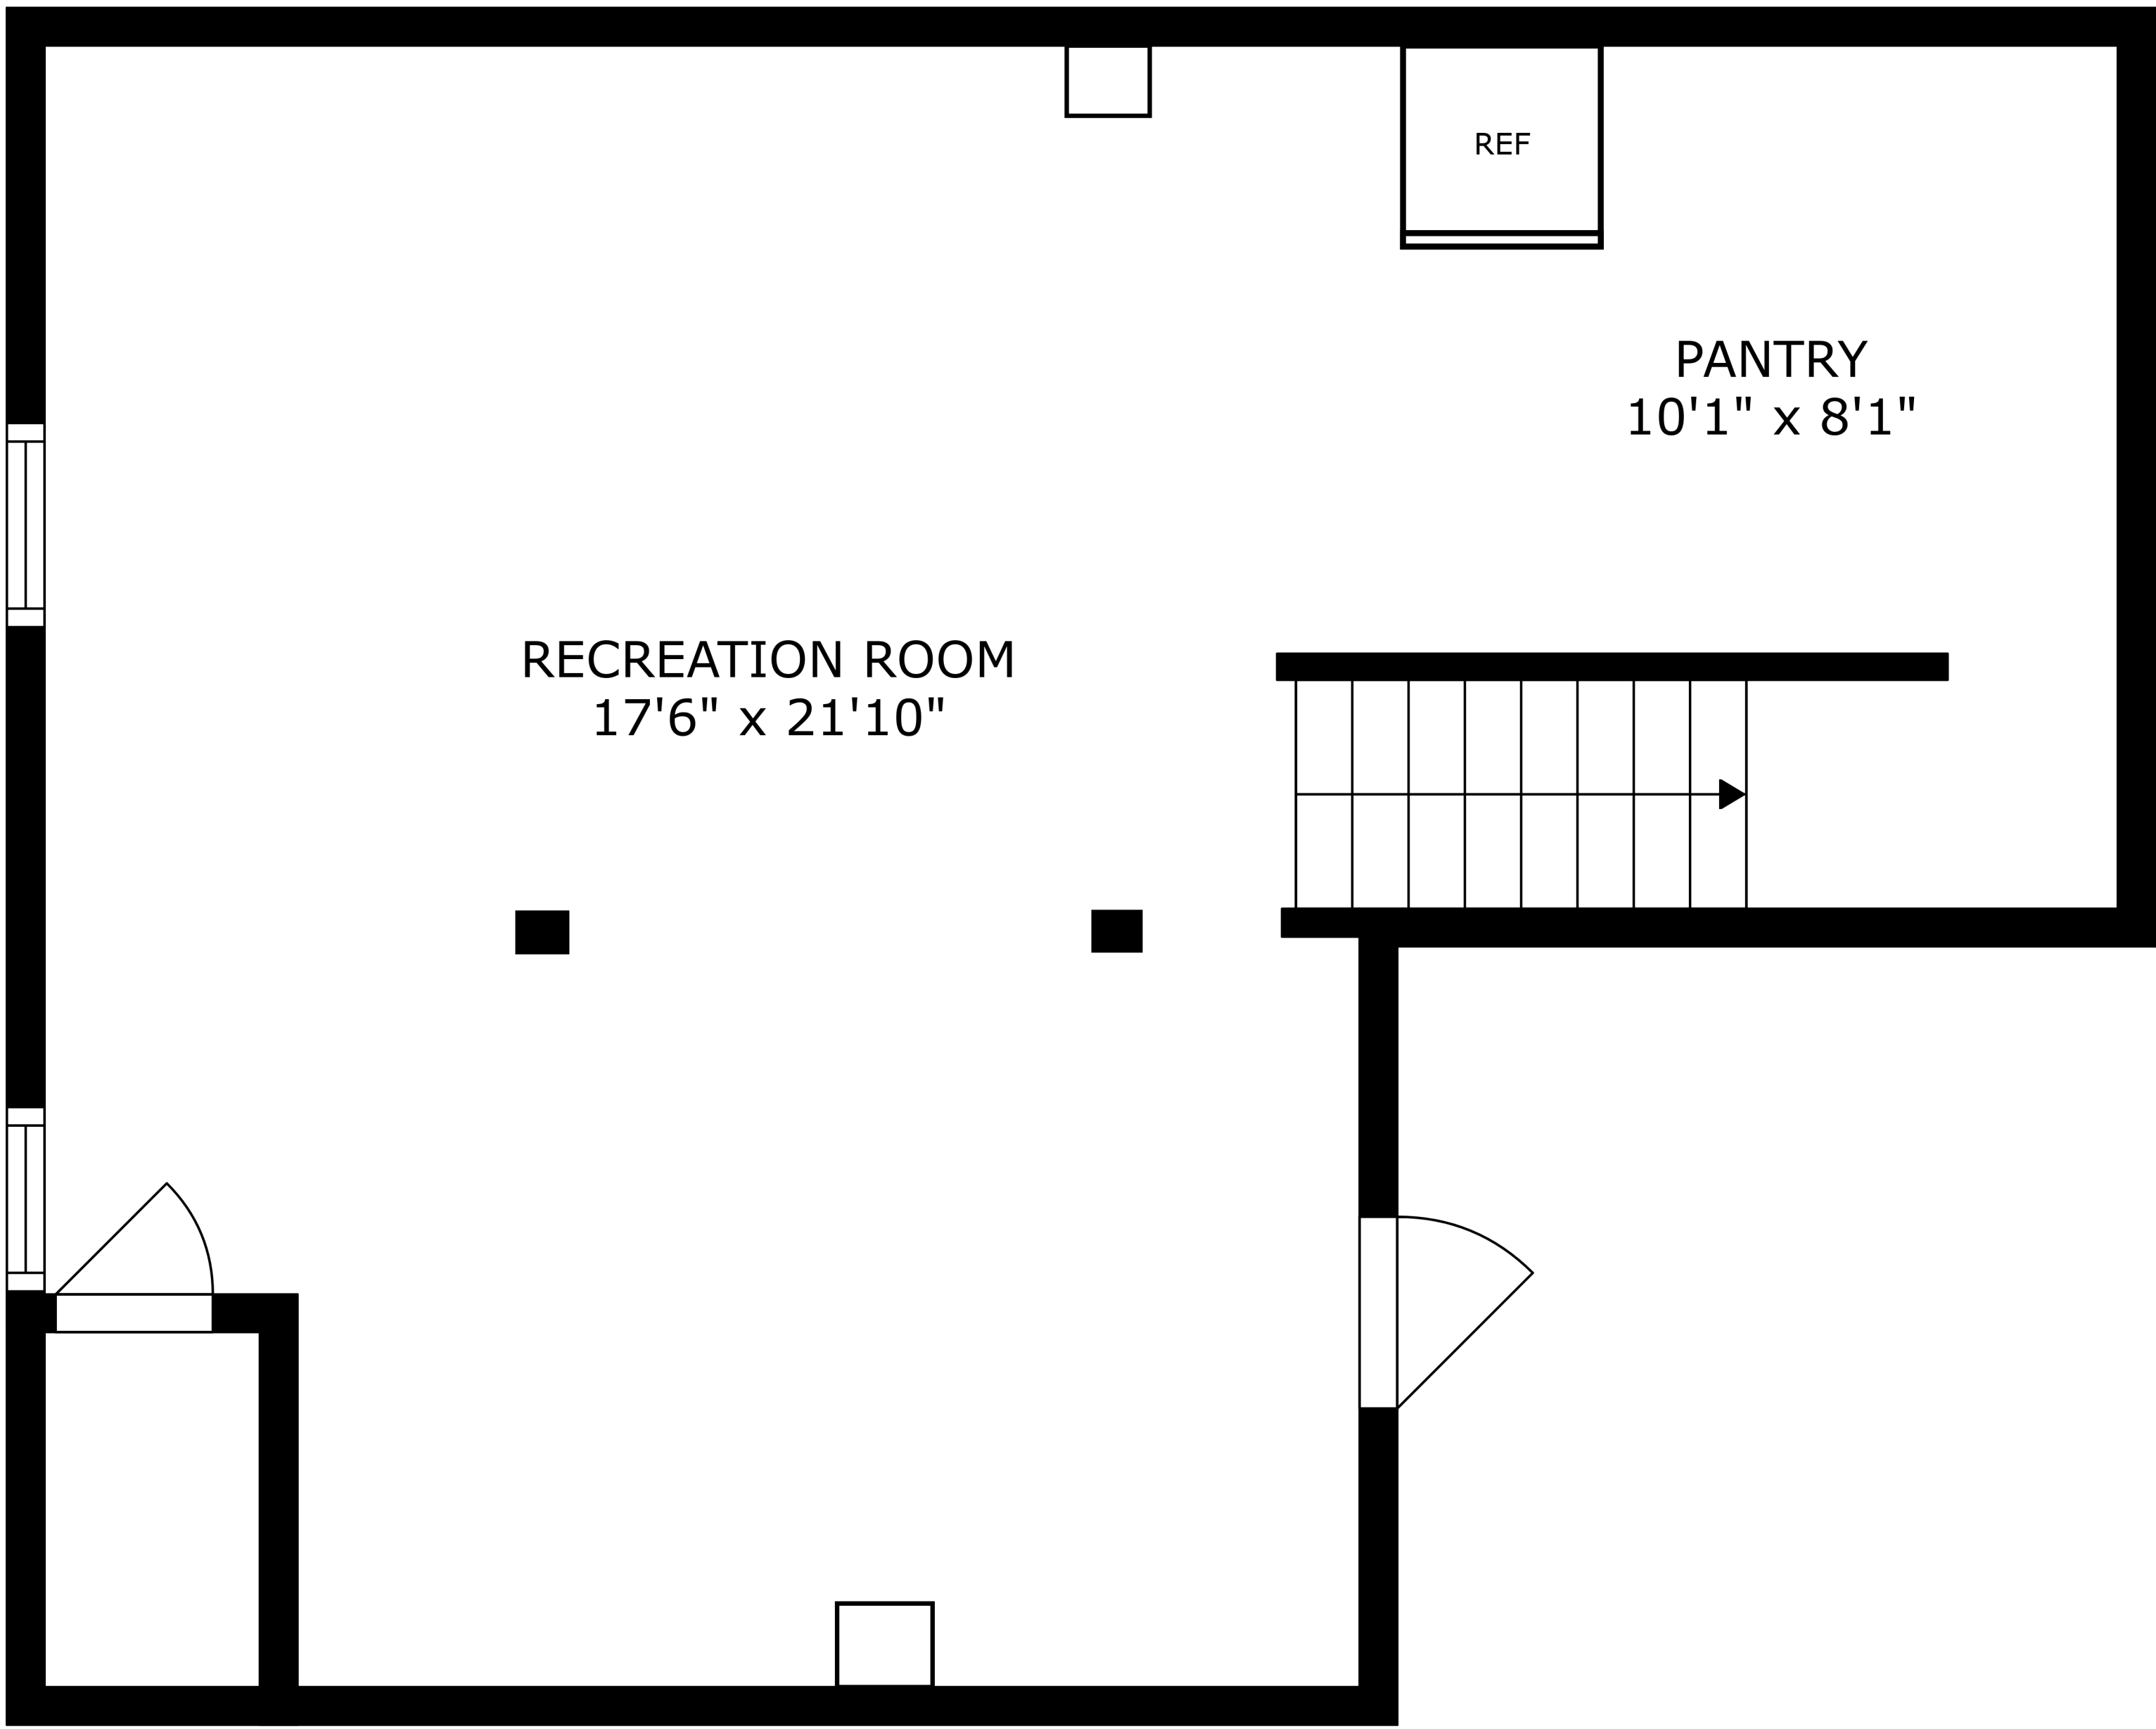 REF
PANTRY
10'1" x 8'1"
RECREATION ROOM
17'6" x 21'10"